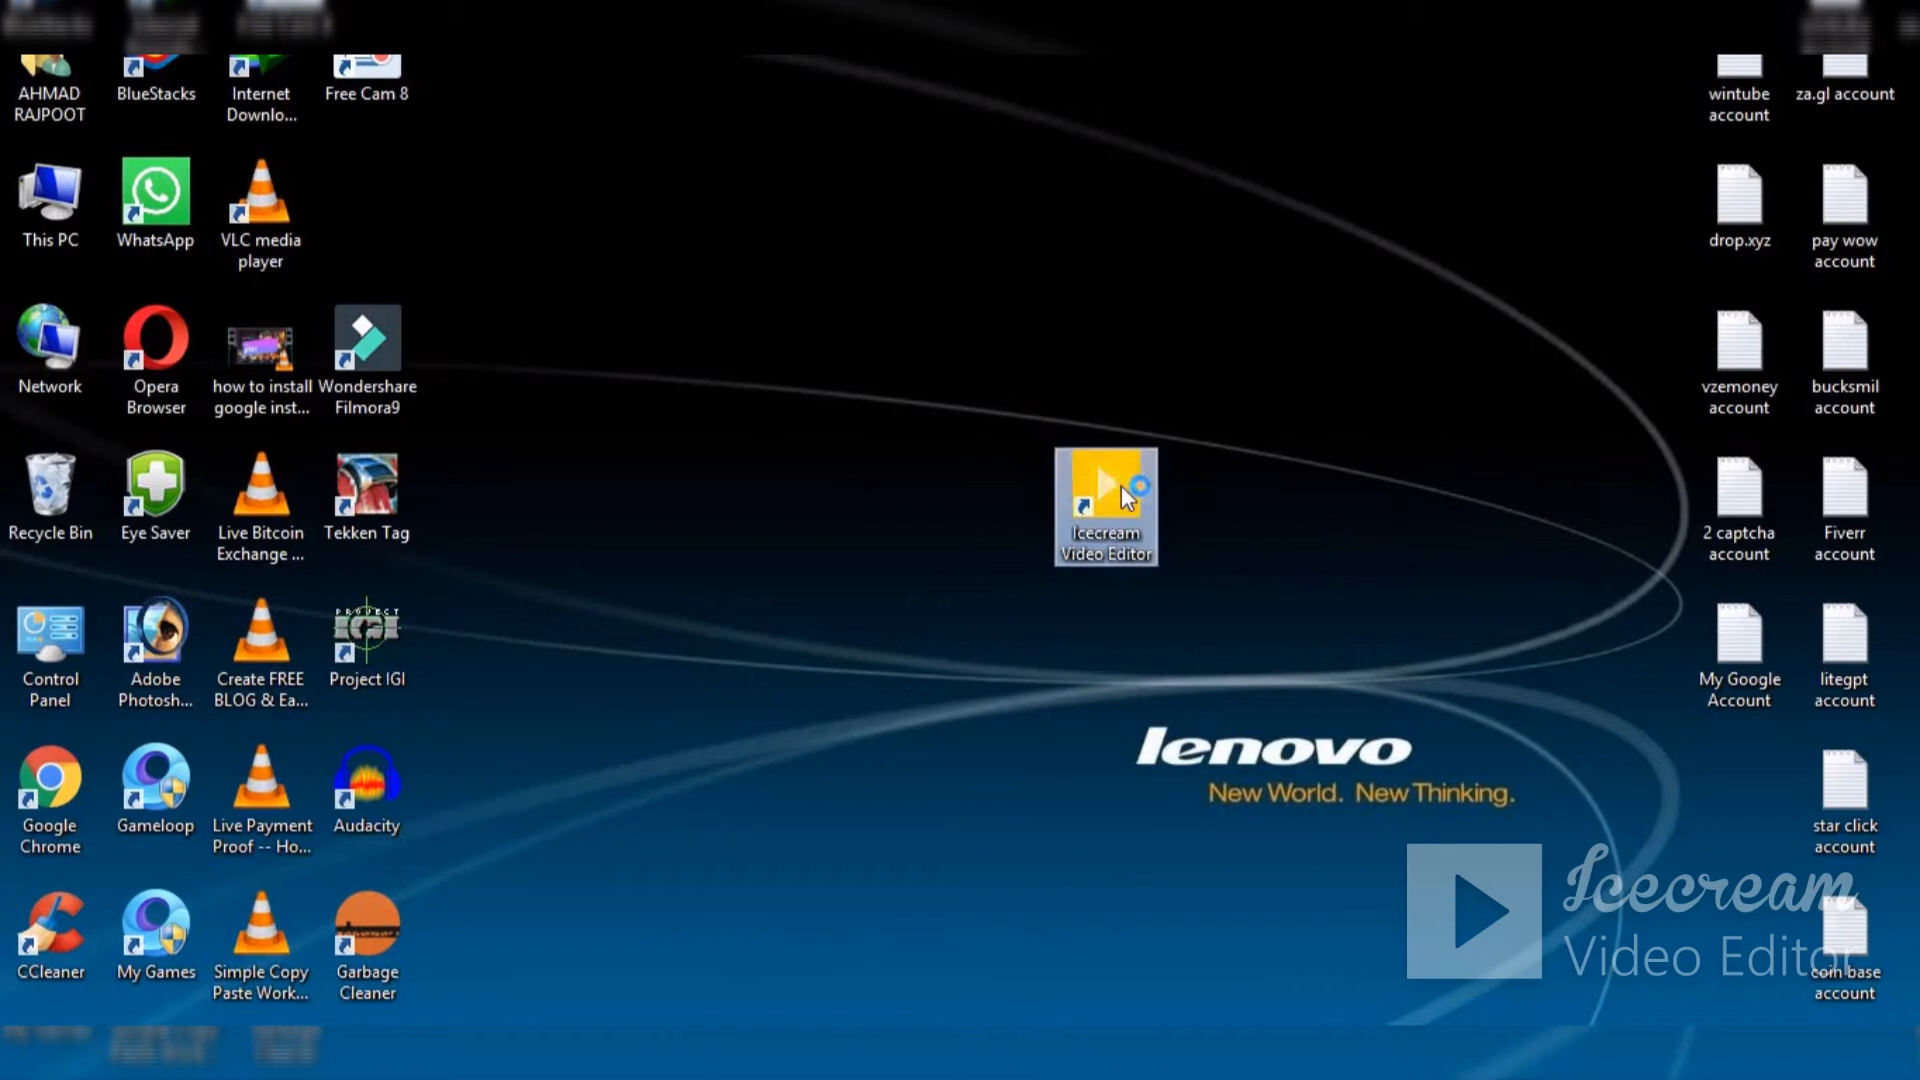 AHMAD
RAJPOOT
BlueStacks
Internet
Downlo...
Free Cam 8
wintube
account
za.gl account
This PC
WhatsApp
VLC media
player
drop.xyz
pay wow
account
Network
Opera
Browser
how to install
google inst...
Wondershare
Filmora9
vzemoney
account
bucksmil
account
Recycle Bin
Eye Saver
Live Bitcoin
Exchange ...
Tekken Tag
Icecream
Video Editor
2 captcha
account
Fiverr
account
PROJECT
IGI
Control
Panel
Adobe
Photosh...
Create FREE
BLOG & Ea...
Project IGI
My Google
Account
litegpt
account
lenovo
New World. New Thinking.
Google
Chrome
Gameloop
Live Payment
Proof -- Ho...
Audacity
star click
account
CCleaner
My Games
Simple Copy
Paste Work...
Garbage
Cleaner
Icecream
Video Editor
coin base
account